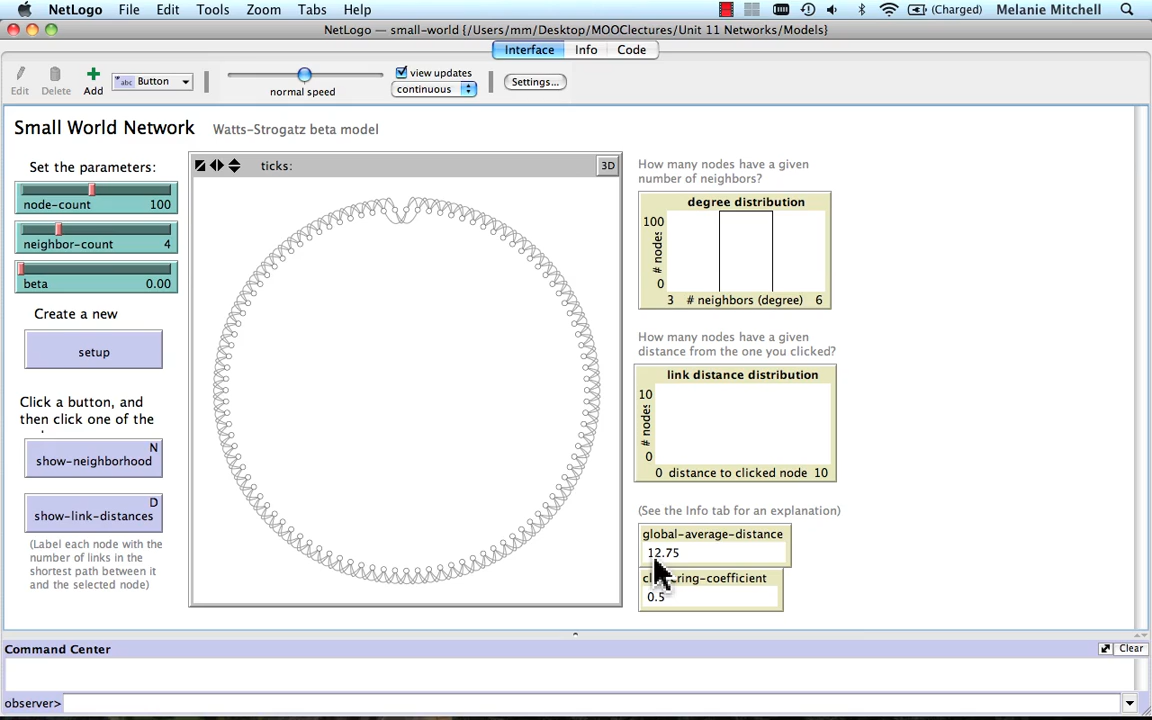 NetLogo File Edit Tools Zoom Tabs Help (Charged) Melanie Mitchell
NetLogo — small-world {/Users/mm/Desktop/MOOClectures/Unit 11 Networks/Models}
Interface Info Code
Edit Delete Add abc Button normal speed view updates continuous Settings...
Small World Network Watts-Strogatz beta model
Set the parameters:
node-count 100
neighbor-count 4
beta 0.00
Create a new
setup
Click a button, and
then click one of the
N
show-neighborhood
D
show-link-distances
(Label each node with the
number of links in the
shortest path between it
and the selected node)
ticks: 3D
How many nodes have a given
number of neighbors?
degree distribution
100
# nodes
0
3 # neighbors (degree) 6
How many nodes have a given
distance from the one you clicked?
link distance distribution
10
# nodes
0
0 distance to clicked node 10
(See the Info tab for an explanation)
global-average-distance
12.75
0.5
Command Center Clear
observer>